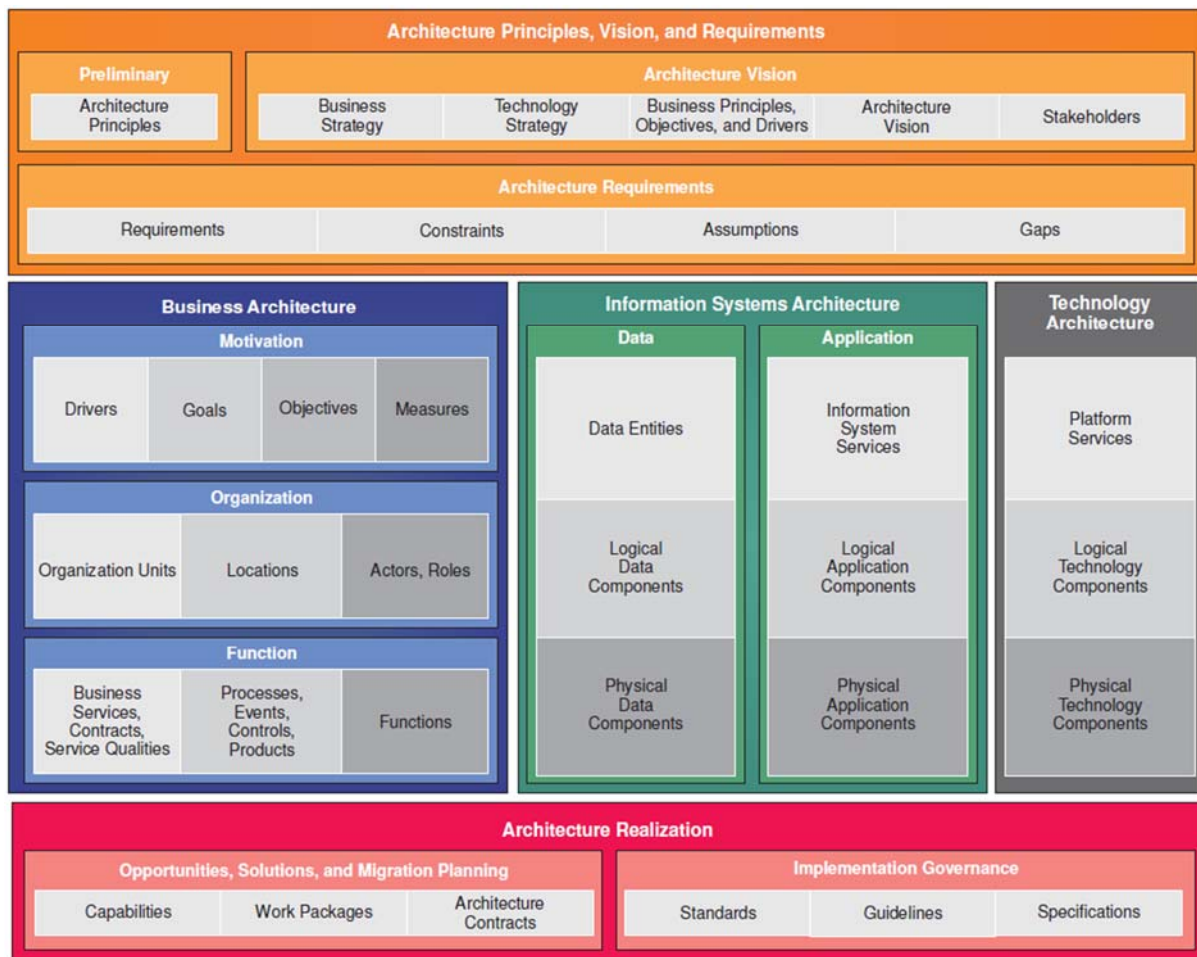 Architecture Principles, Vision, and Requirements
Preliminary
Architecture
Principles
Architecture Vision
Business
Strategy
Technology
Strategy
Business Principles,
Objectives, and Drivers
Architecture
Vision
Stakeholders
Architecture Requirements
Requirements
Constraints
Assumptions
Gaps
Business Architecture
Motivation
Drivers
Goals
Objectives
Measures
Organization
Organization Units
Locations
Actors, Roles
Function
Business
Services,
Contracts,
Service Qualities
Processes,
Events,
Controls,
Products
Functions
Information Systems Architecture
Data
Data Entities
Logical
Data
Components
Physical
Data
Components
Application
Information
System
Services
Logical
Application
Components
Physical
Application
Components
Technology
Architecture
Platform
Services
Logical
Technology
Components
Physical
Technology
Components
Architecture Realization
Opportunities, Solutions, and Migration Planning
Capabilities
Work Packages
Architecture
Contracts
Implementation Governance
Standards
Guidelines
Specifications